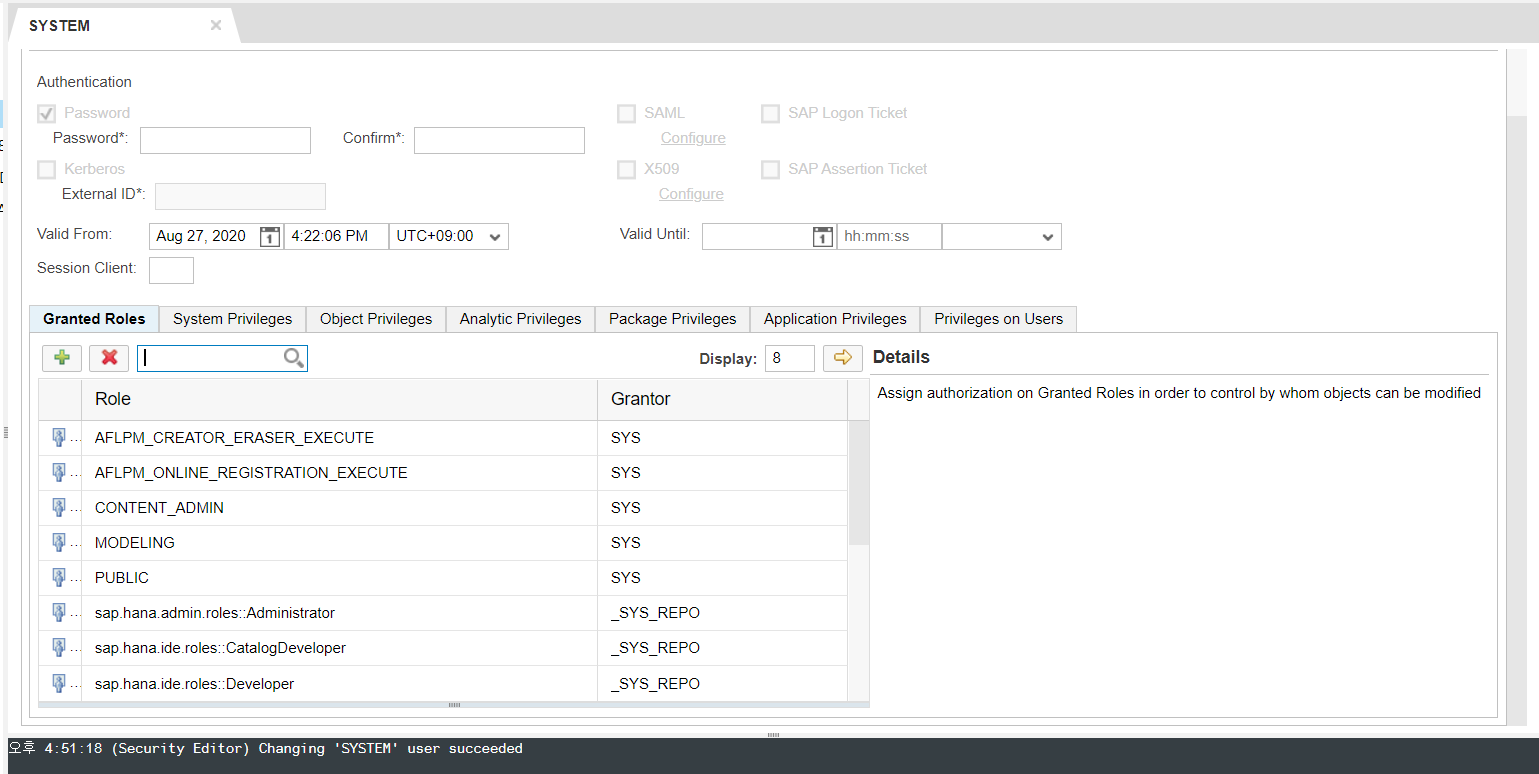 SYSTEM
Authentication
Password SAML SAP Logon Ticket
Password*: Confirm*: Configure
Kerberos X509 SAP Assertion Ticket
External ID*: Configure
Valid From: Aug 27, 2020 1 4:22:06 PM UTC+09:00 Valid Until: 1 hh:mm:ss
Session Client:
Granted Roles System Privileges Object Privileges Analytic Privileges Package Privileges Application Privileges Privileges on Users
Display: 8 Details
Assign authorization on Granted Roles in order to control by whom objects can be modified
Role Grantor
... AFLPM_CREATOR_ERASER_EXECUTE SYS
... AFLPM_ONLINE_REGISTRATION_EXECUTE SYS
... CONTENT_ADMIN SYS
... MODELING SYS
... PUBLIC SYS
... sap.hana.admin.roles::Administrator _SYS_REPO
... sap.hana.ide.roles::CatalogDeveloper _SYS_REPO
... sap.hana.ide.roles::Developer _SYS_REPO
오후 4:51:18 (Security Editor) Changing 'SYSTEM' user succeeded